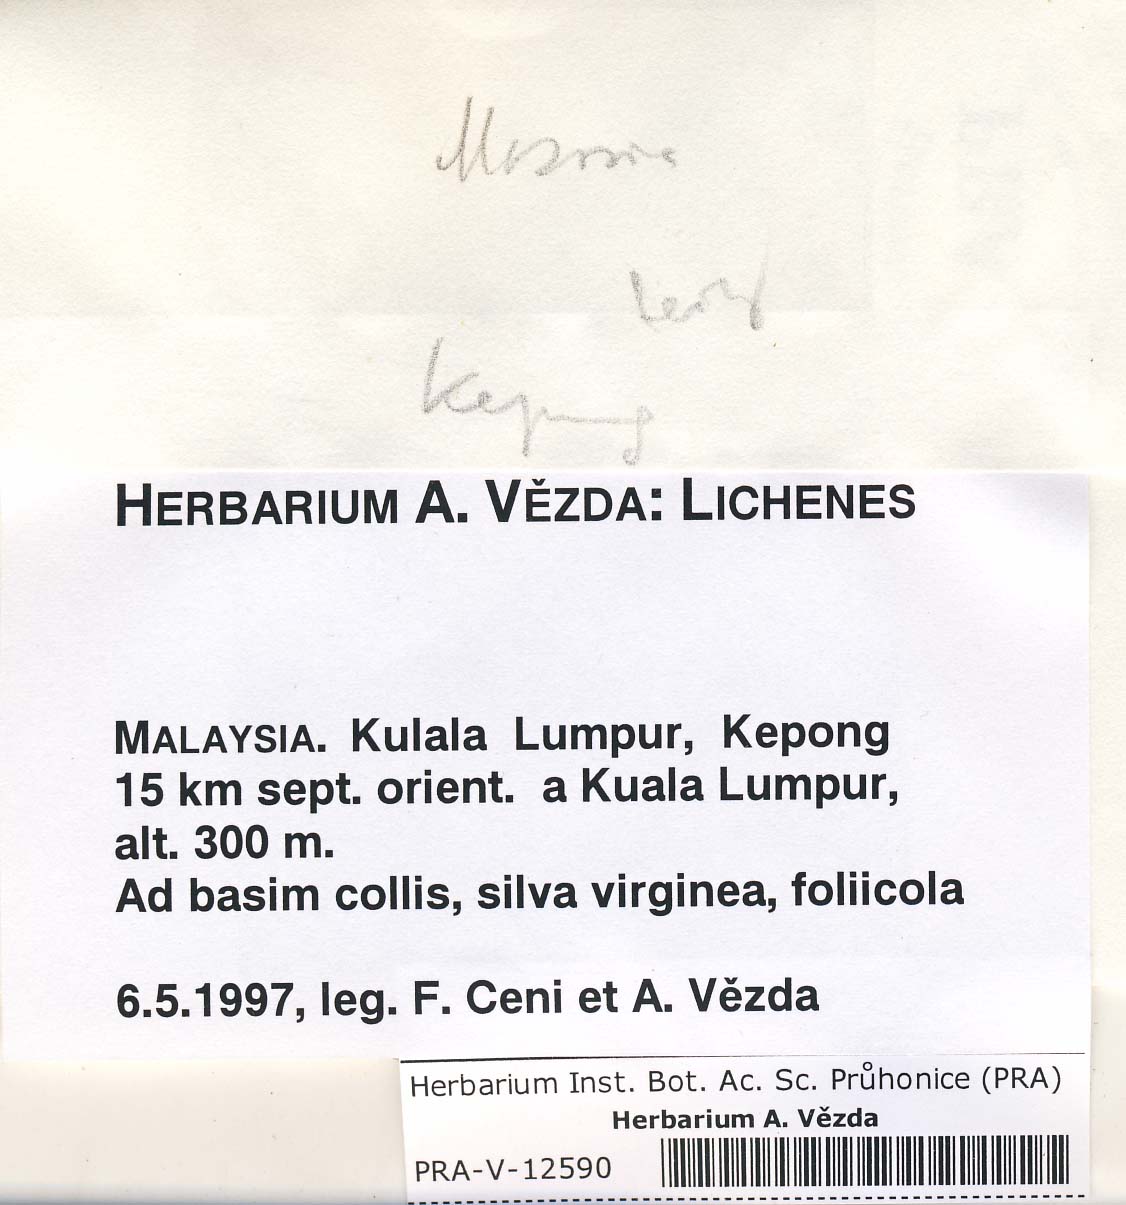 Kepong
HERBARIUM A. VĚZDA: LICHENES
MALAYSIA. Kulala Lumpur, Kepong
15 km sept. orient. a Kuala Lumpur,
alt. 300 m.
Ad basim collis, silva virginea, foliicola
6.5.1997, leg. F. Ceni et A. Vězda
Herbarium Inst. Bot. Ac. Sc. Průhonice (PRA)
Herbarium A. Vězda
PRA-V-12590